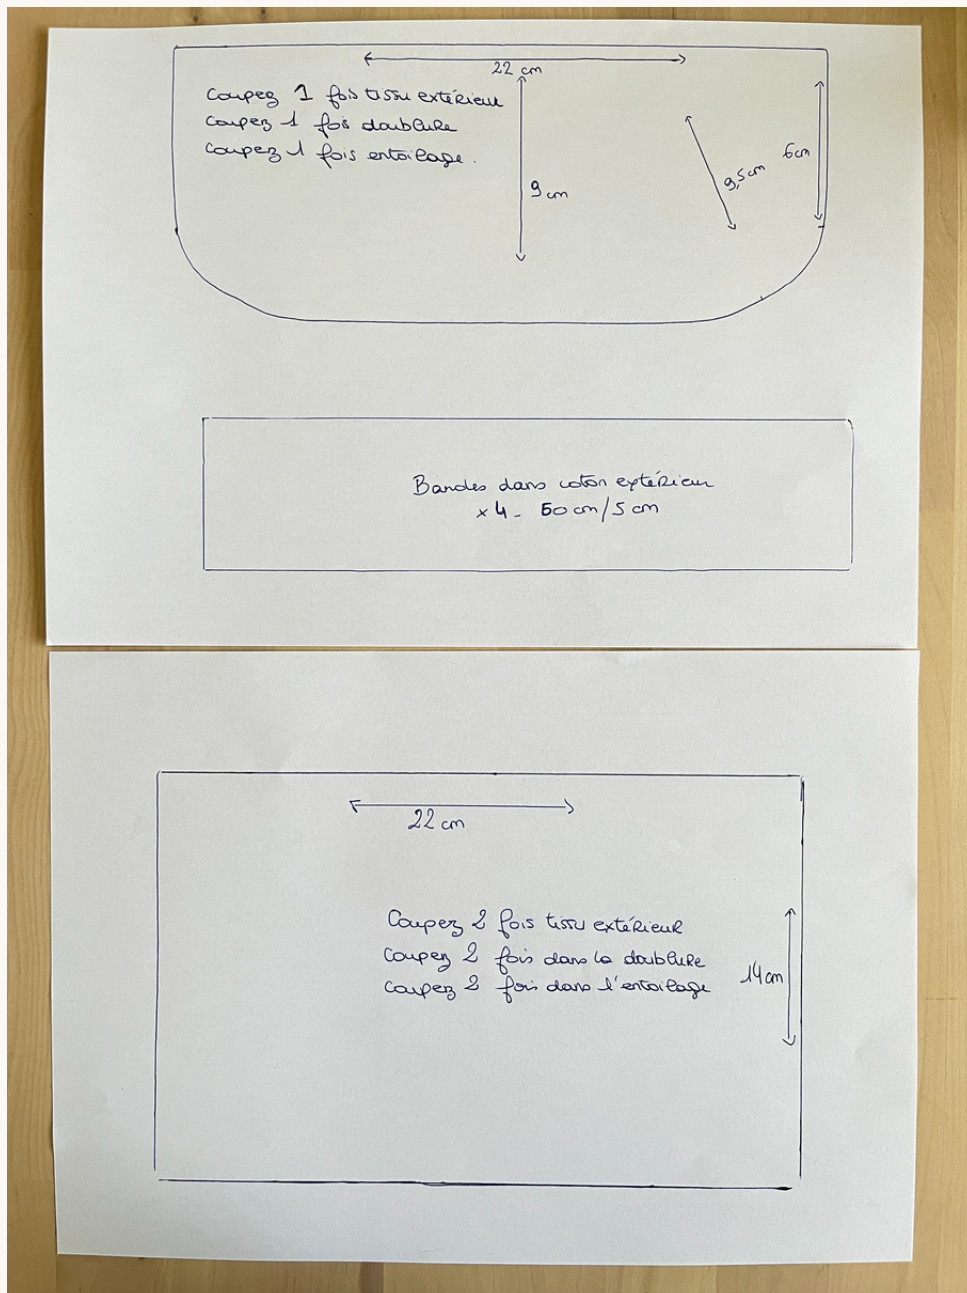 22 cm
Coupez 1 fois tissu extérieur
Coupez 1 fois doublure
Coupez 1 fois entoilage.
9 cm
9,5 cm
6cm
Bandes dans coton extérieur
x 4 - 50 cm/5 cm
22 cm
Coupez 2 fois tissu extérieur
Coupez 2 fois dans la doublure
Coupez 2 fois dans l'entoilage
14 cm